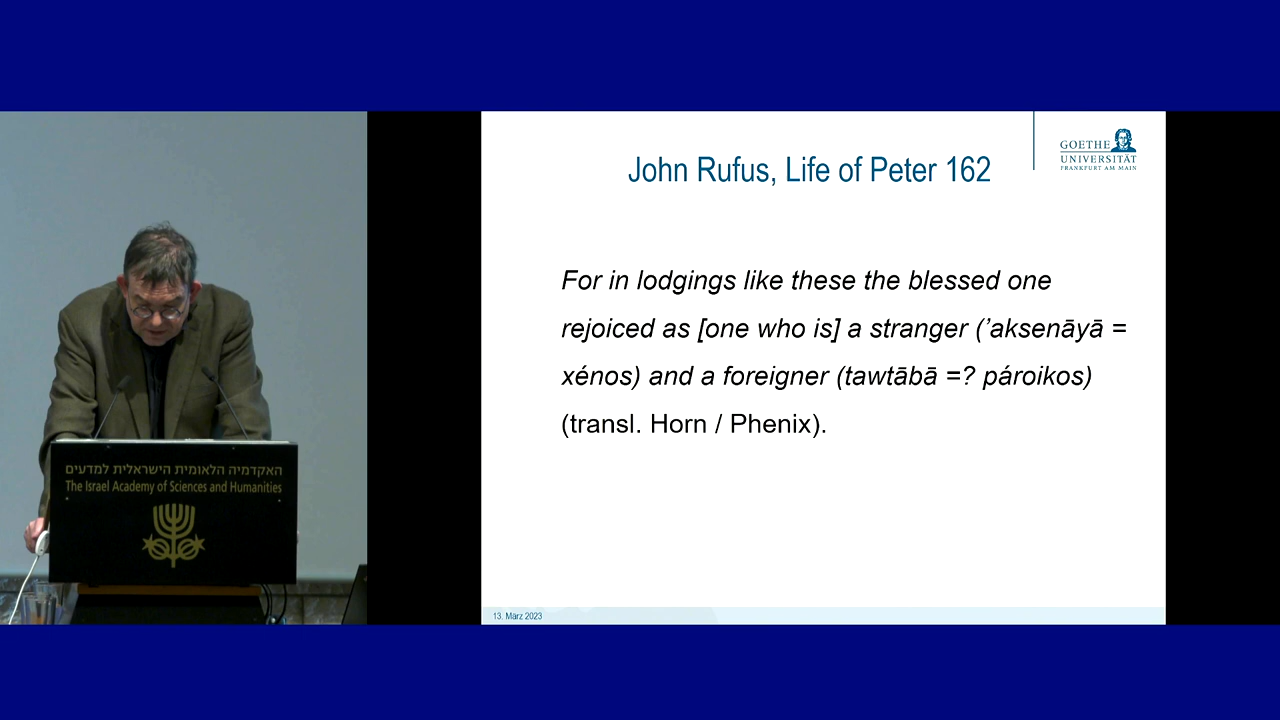 האקדמיה הלאומית הישראלית למדעים
The Israel Academy of Sciences and Humanities
John Rufus, Life of Peter 162
GOETHE
UNIVERSITÄT
FRANKFURT AM MAIN
For in lodgings like these the blessed one
rejoiced as [one who is] a stranger (’aksenāyā =
xénos) and a foreigner (tawtābā =? pároikos)
(transl. Horn / Phenix).
13. März 2023